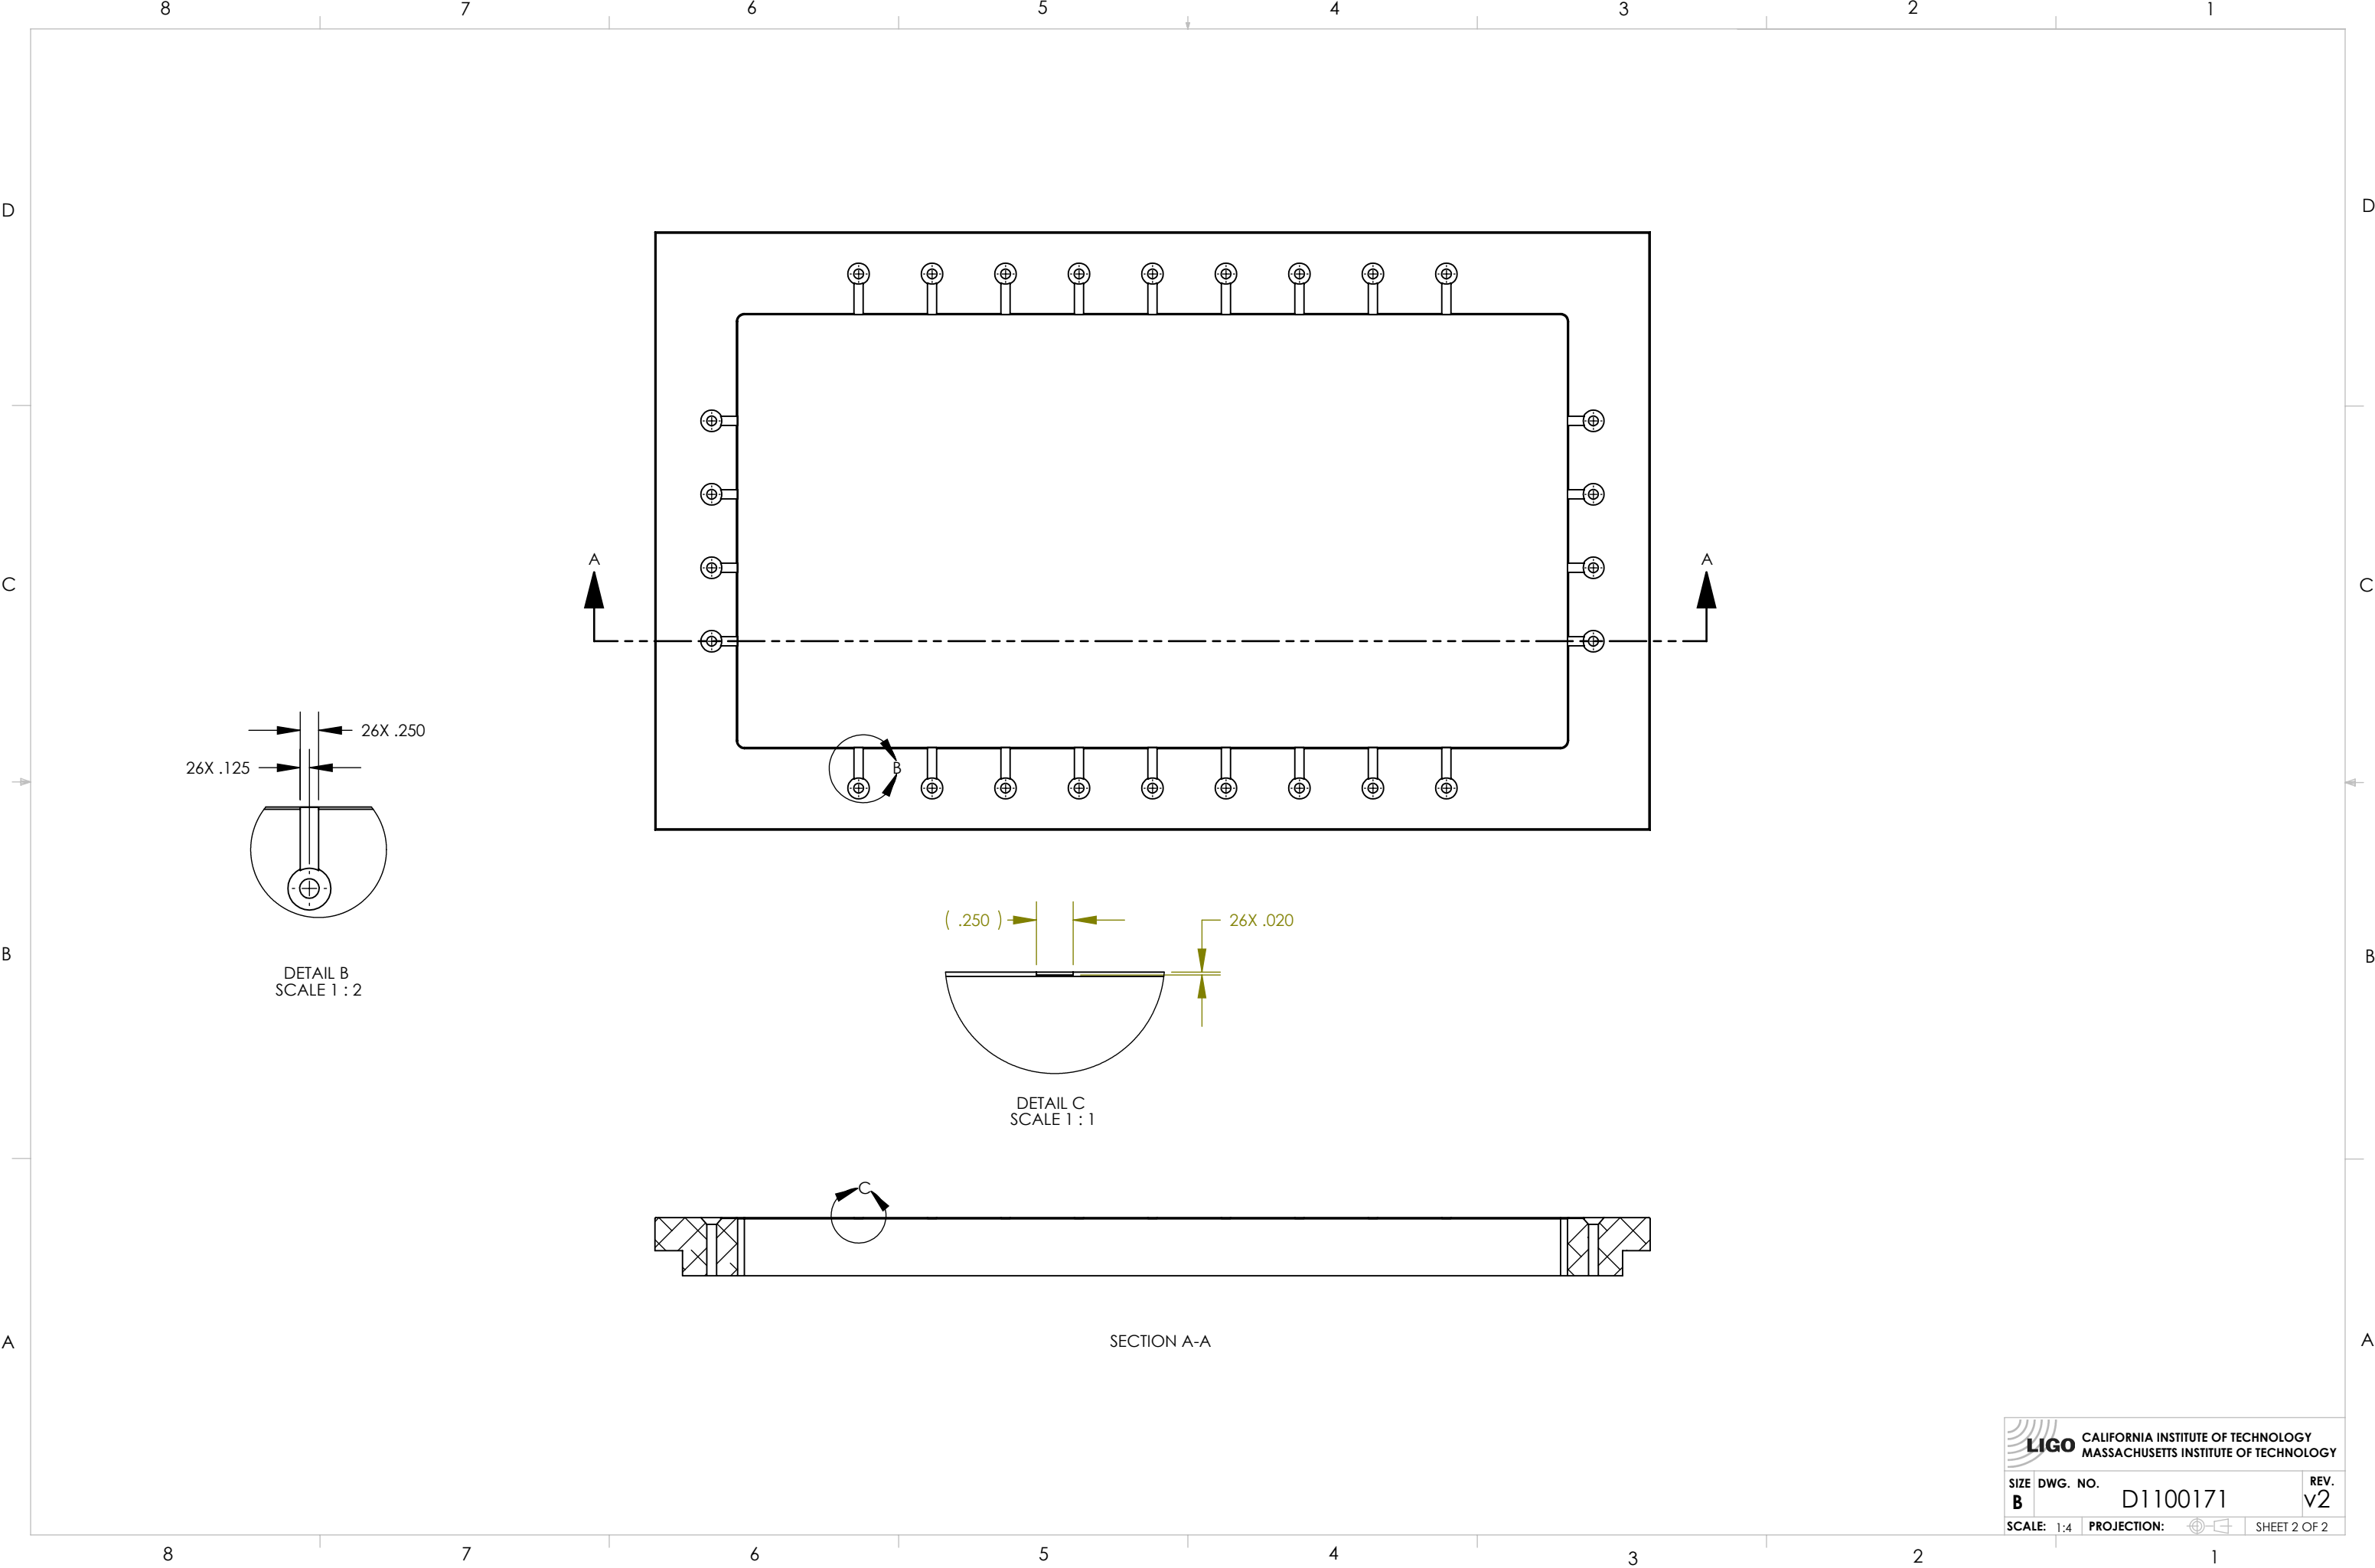 8 7 6 5 4 3 2 1
D D
A A
C C
26X .250
26X .125
B
( .250 ) 26X .020
B B
DETAIL B
SCALE 1 : 2
DETAIL C
SCALE 1 : 1
C
SECTION A-A
A A
LIGO CALIFORNIA INSTITUTE OF TECHNOLOGY
MASSACHUSETTS INSTITUTE OF TECHNOLOGY
SIZE DWG. NO. REV.
B D1100171 v2
SCALE: 1:4 PROJECTION: SHEET 2 OF 2
8 7 6 5 4 3 2 1